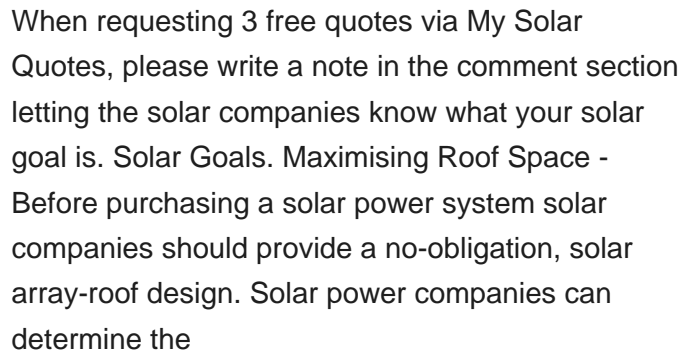 When requesting 3 free quotes via My Solar
Quotes, please write a note in the comment section
letting the solar companies know what your solar
goal is. Solar Goals. Maximising Roof Space -
Before purchasing a solar power system solar
companies should provide a no-obligation, solar
array-roof design. Solar power companies can
determine the